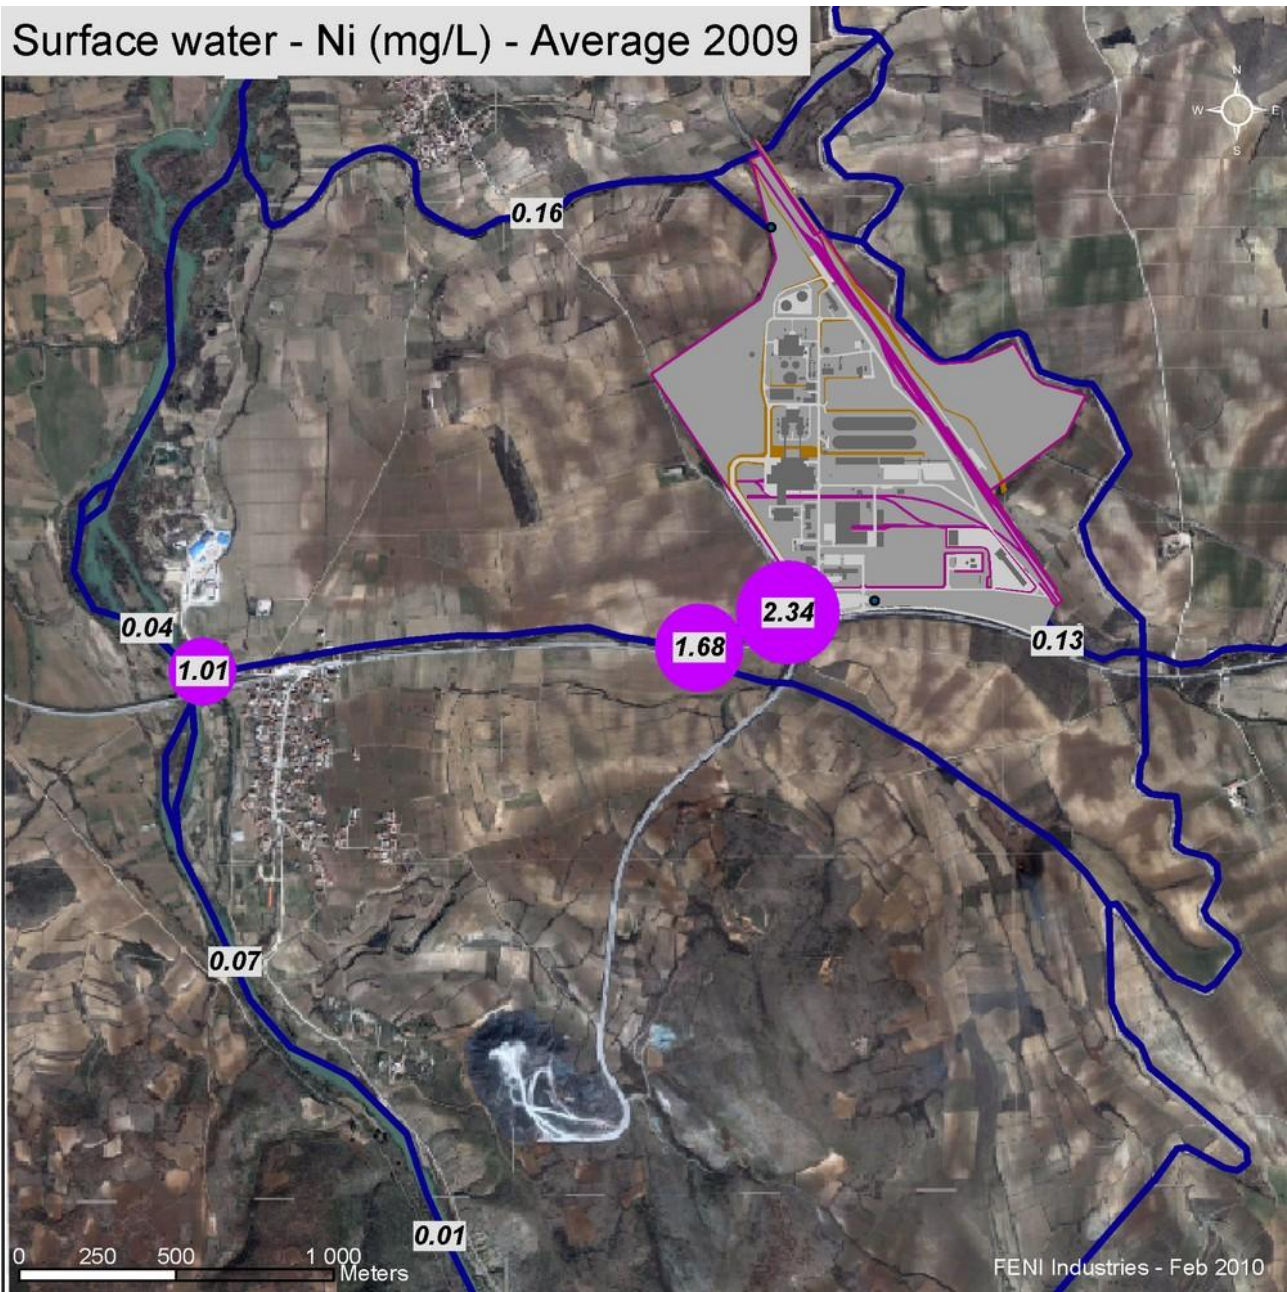 Surface water - Ni (mg/L) - Average 2009
N
W E
S
0.16
0.04
1.01
1.68
2.34
0.13
0.07
0.01
0 250 500 1 000
Meters
FENI Industries - Feb 2010